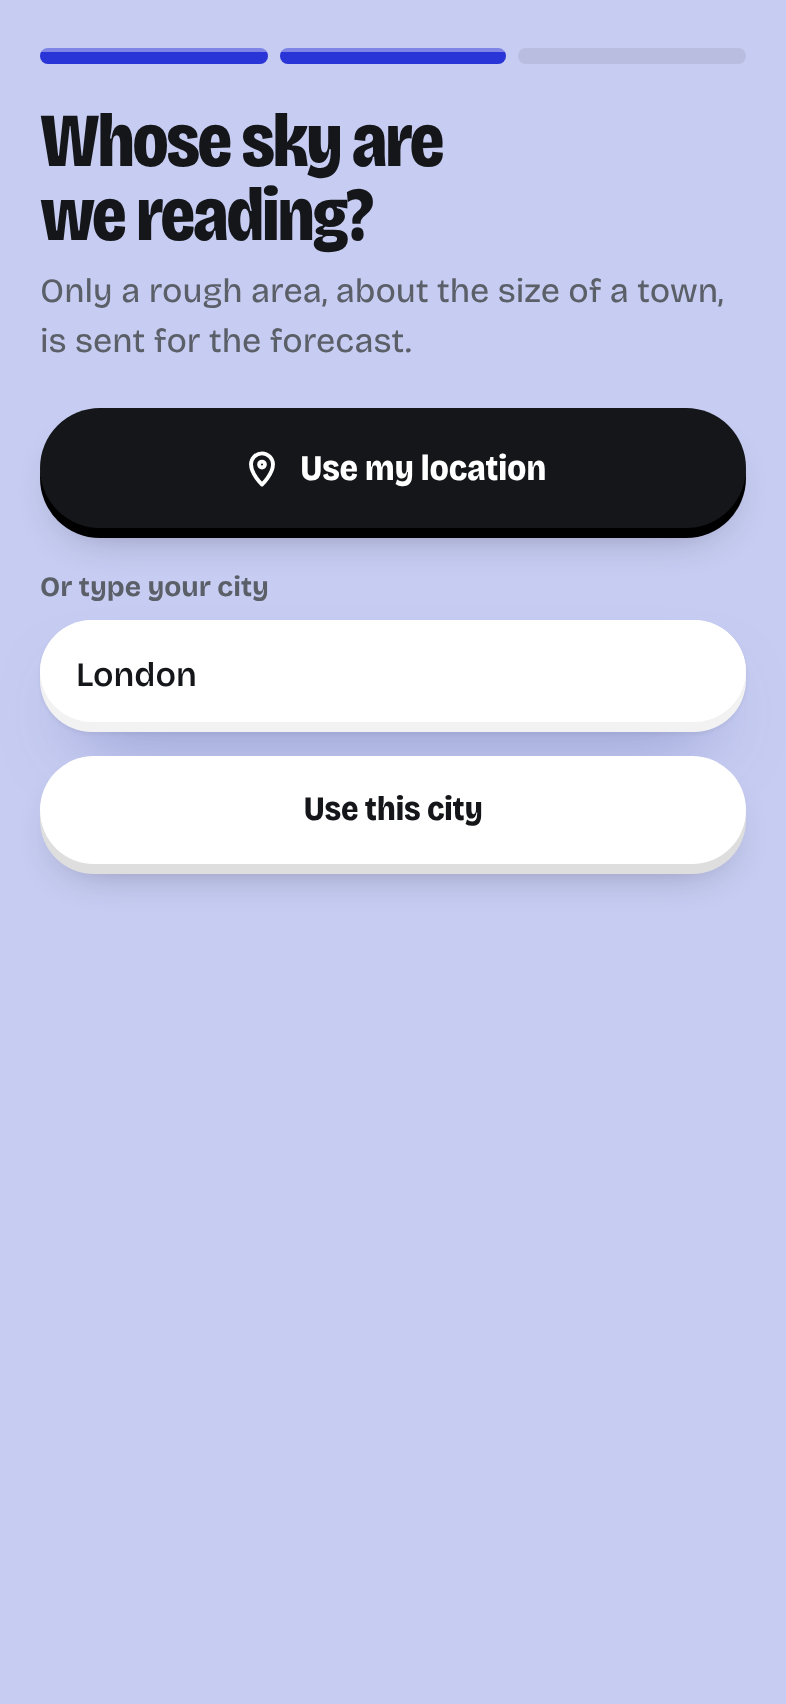 Whose sky are
we reading?
Only a rough area, about the size of a town,
is sent for the forecast.
Use my location
Or type your city
London
Use this city